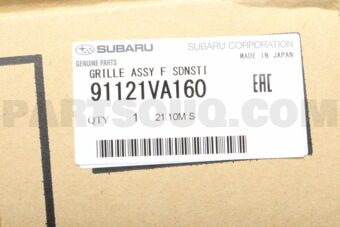 SUBARU
SUBARU CORPORATION
GENUINE PARTS
MADE IN JAPAN
GRILLE ASSY F SDNSTI
91121VA160
EAC
QTY 1 21.10M S
PARTSOUQ.COM